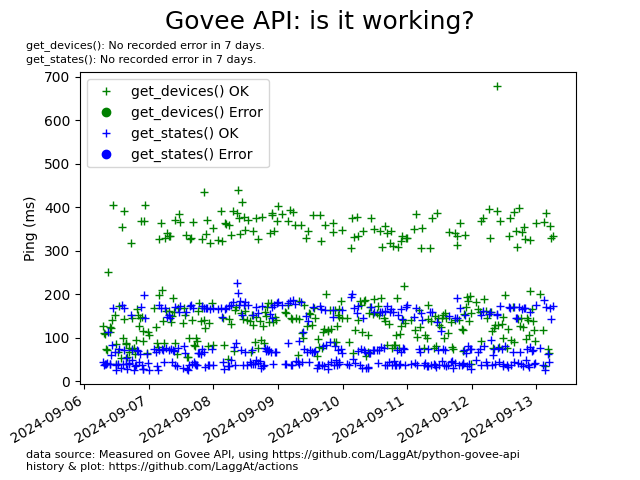 Govee API: is it working?
get_devices(): No recorded error in 7 days.
get_states(): No recorded error in 7 days.
700
600
500
400
300
200
100
0
Ping (ms)
get_devices() OK
get_devices() Error
get_states() OK
get_states() Error
2024-09-06
2024-09-07
2024-09-08
2024-09-09
2024-09-10
2024-09-11
2024-09-12
2024-09-13
data source: Measured on Govee API, using https://github.com/LaggAt/python-govee-api
history & plot: https://github.com/LaggAt/actions